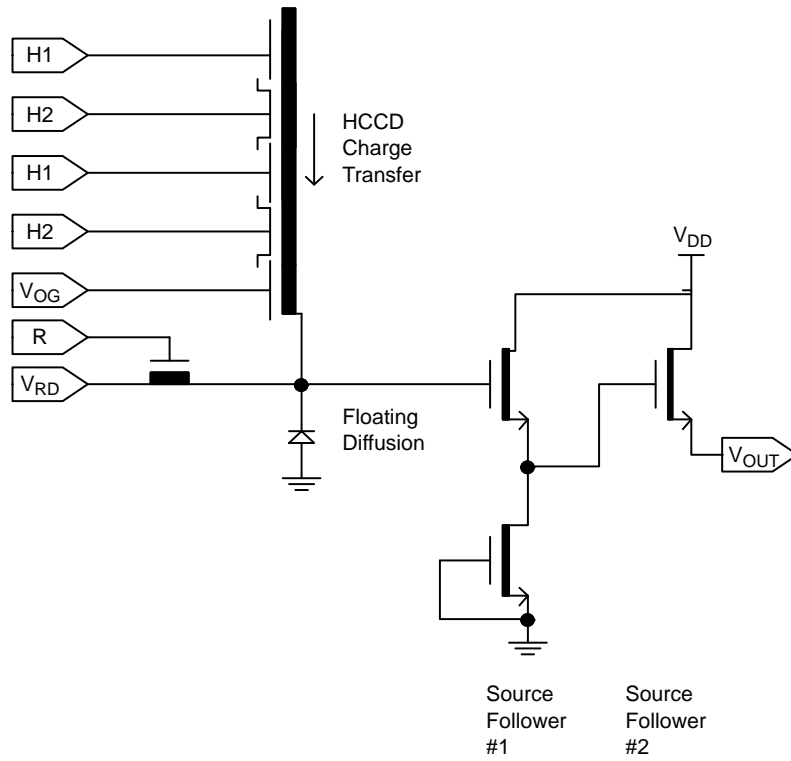 H1
H2
HCCD
Charge
Transfer
H1
H2
VOG
R
VRD
VDD
Floating
Diffusion
VOUT
Source
Follower
#1
Source
Follower
#2